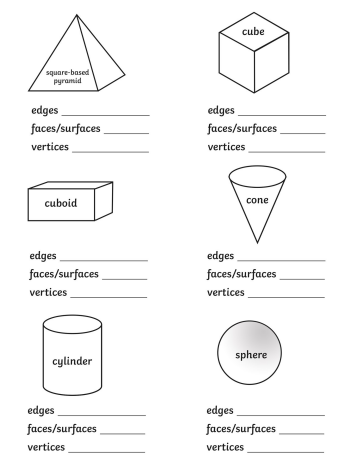 square-based
pyramid
cube
edges
faces/surfaces
vertices
edges
faces/surfaces
vertices
cuboid
cone
edges
faces/surfaces
vertices
edges
faces/surfaces
vertices
cylinder
sphere
edges
faces/surfaces
vertices
edges
faces/surfaces
vertices